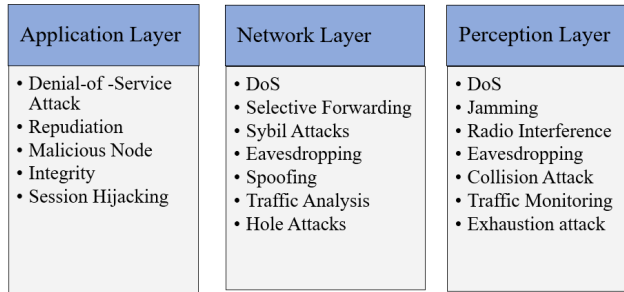 Application Layer
• Denial-of -Service
Attack
• Repudiation
• Malicious Node
• Integrity
• Session Hijacking
Network Layer
• DoS
• Selective Forwarding
• Sybil Attacks
• Eavesdropping
• Spoofing
• Traffic Analysis
• Hole Attacks
Perception Layer
• DoS
• Jamming
• Radio Interference
• Eavesdropping
• Collision Attack
• Traffic Monitoring
• Exhaustion attack